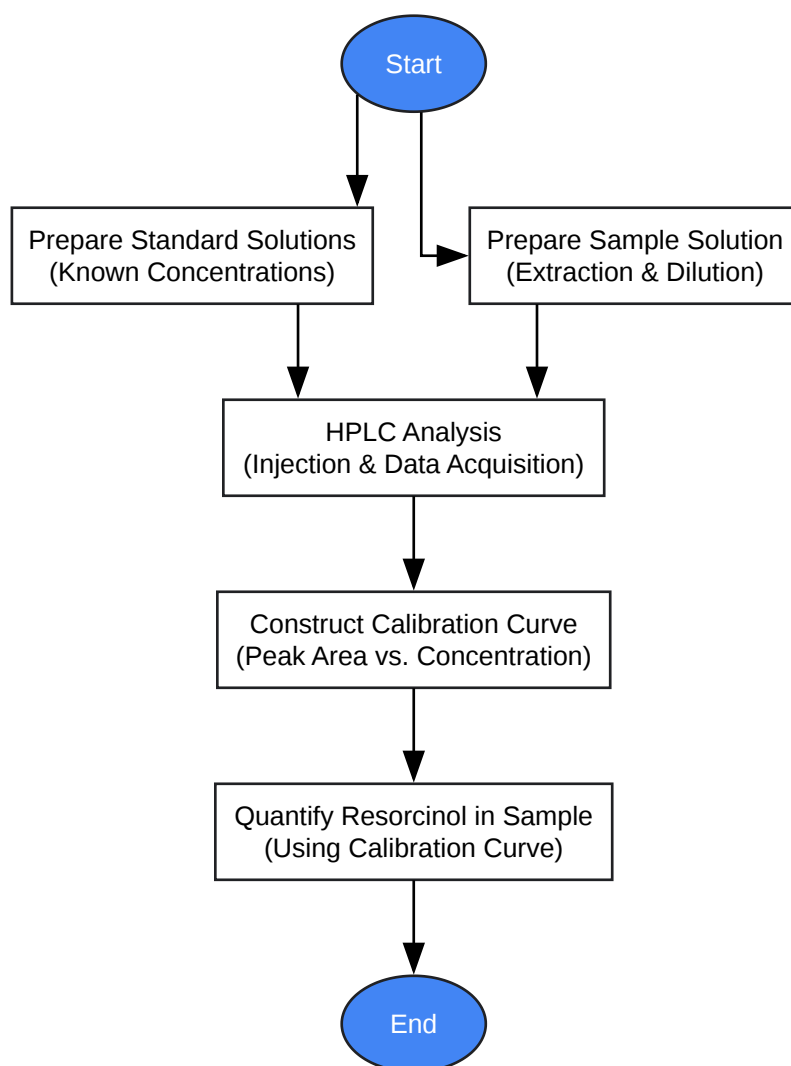 Start
Prepare Standard Solutions
(Known Concentrations)
Prepare Sample Solution
(Extraction & Dilution)
HPLC Analysis
(Injection & Data Acquisition)
Construct Calibration Curve
(Peak Area vs. Concentration)
Quantify Resorcinol in Sample
(Using Calibration Curve)
End